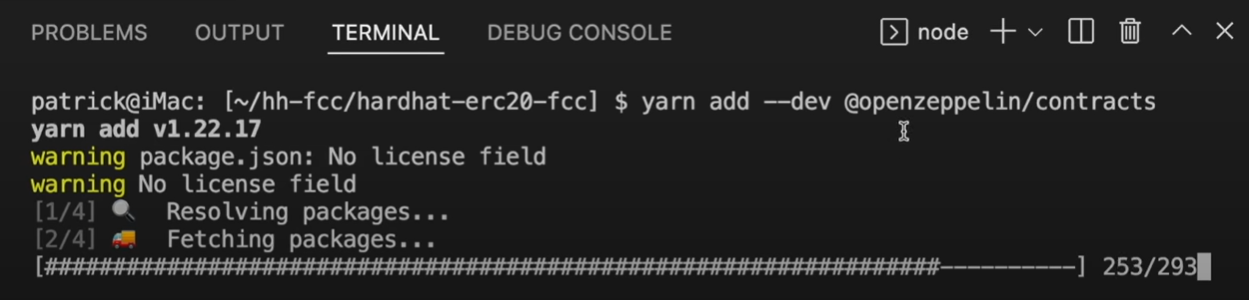 PROBLEMS OUTPUT TERMINAL DEBUG CONSOLE node
patrick@iMac: [~/hh-fcc/hardhat-erc20-fcc] $ yarn add --dev @openzeppelin/contracts
yarn add v1.22.17
warning package.json: No license field
warning No license field
[1/4] 🔍 Resolving packages...
[2/4] 🚚 Fetching packages...
[##################################################################----------] 253/293